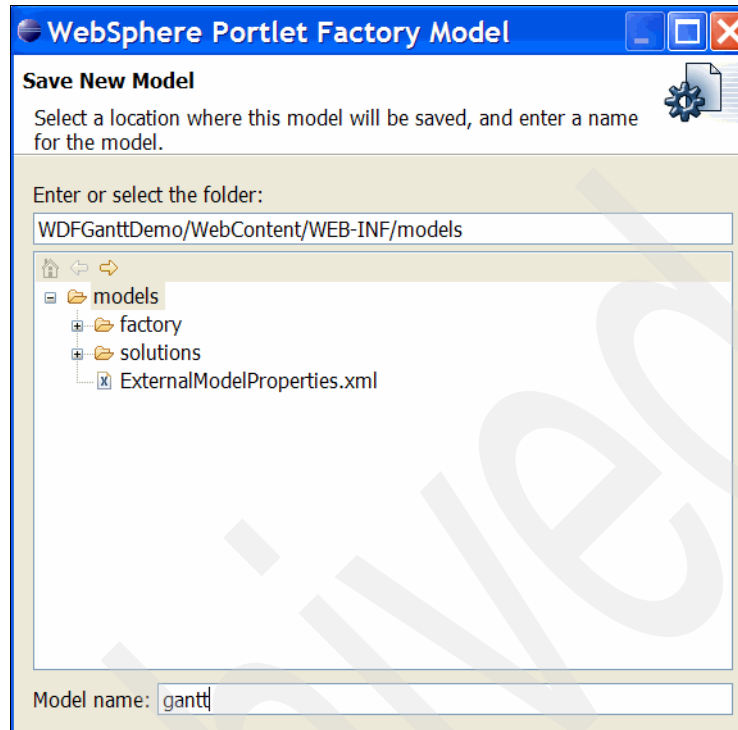 WebSphere Portlet Factory Model
Save New Model
Select a location where this model will be saved, and enter a name
for the model.
Enter or select the folder:
WDFGanttDemo/WebContent/WEB-INF/models
models
factory
solutions
ExternalModelProperties.xml
Model name: gantt